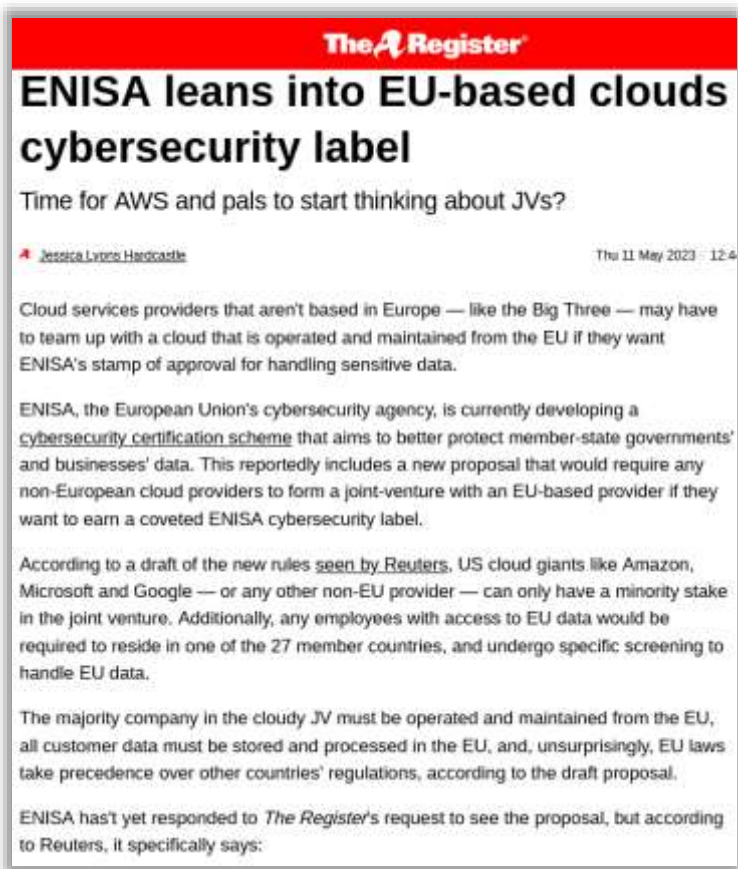 The Register
ENISA leans into EU-based clouds
cybersecurity label
Time for AWS and pals to start thinking about JVs?
Jessica Lyons Hardcastle
Thu 11 May 2023
Cloud services providers that aren't based in Europe — like the Big Three — may have
to team up with a cloud that is operated and maintained from the EU if they want
ENISA's stamp of approval for handling sensitive data.
ENISA, the European Union's cybersecurity agency, is currently developing a
cybersecurity certification scheme that aims to better protect member-state governments'
and businesses' data. This reportedly includes a new proposal that would require any
non-European cloud providers to form a joint-venture with an EU-based provider if they
want to earn a coveted ENISA cybersecurity label.
According to a draft of the new rules seen by Reuters, US cloud giants like Amazon,
Microsoft and Google — or any other non-EU provider — can only have a minority stake
in the joint venture. Additionally, any employees with access to EU data would be
required to reside in one of the 27 member countries, and undergo specific screening to
handle EU data.
The majority company in the cloudy JV must be operated and maintained from the EU,
all customer data must be stored and processed in the EU, and, unsurprisingly, EU laws
take precedence over other countries' regulations, according to the draft proposal.
ENISA has't yet responded to The Register's request to see the proposal, but according
to Reuters, it specifically says: